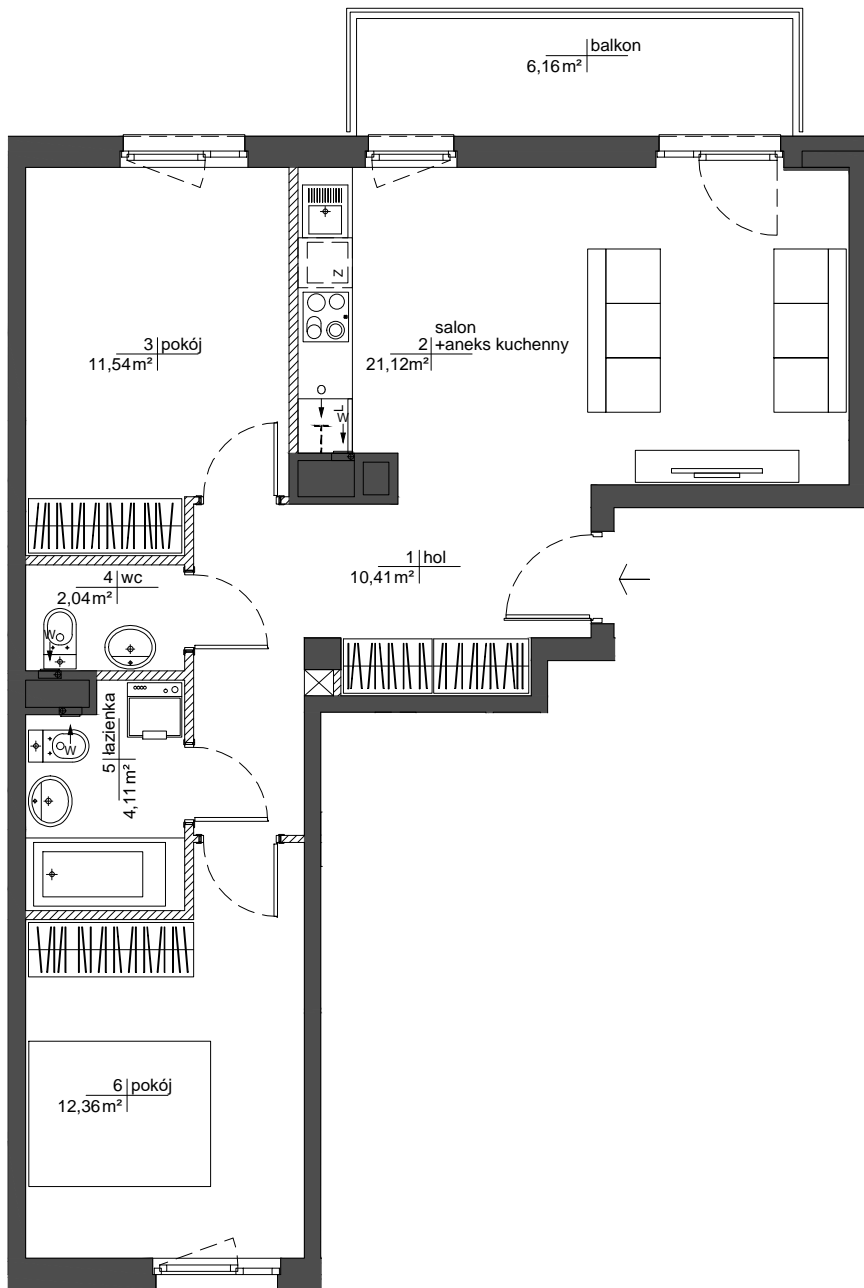 balkon
6,16m²
3 pokój
11,54m²
salon
2 +aneks kuchenny
21,12m²
Z
O
L
W
1 hol
10,41m²
4 wc
2,04m²
W
W
5 łazienka
4,11m²
6 pokój
12,36m²